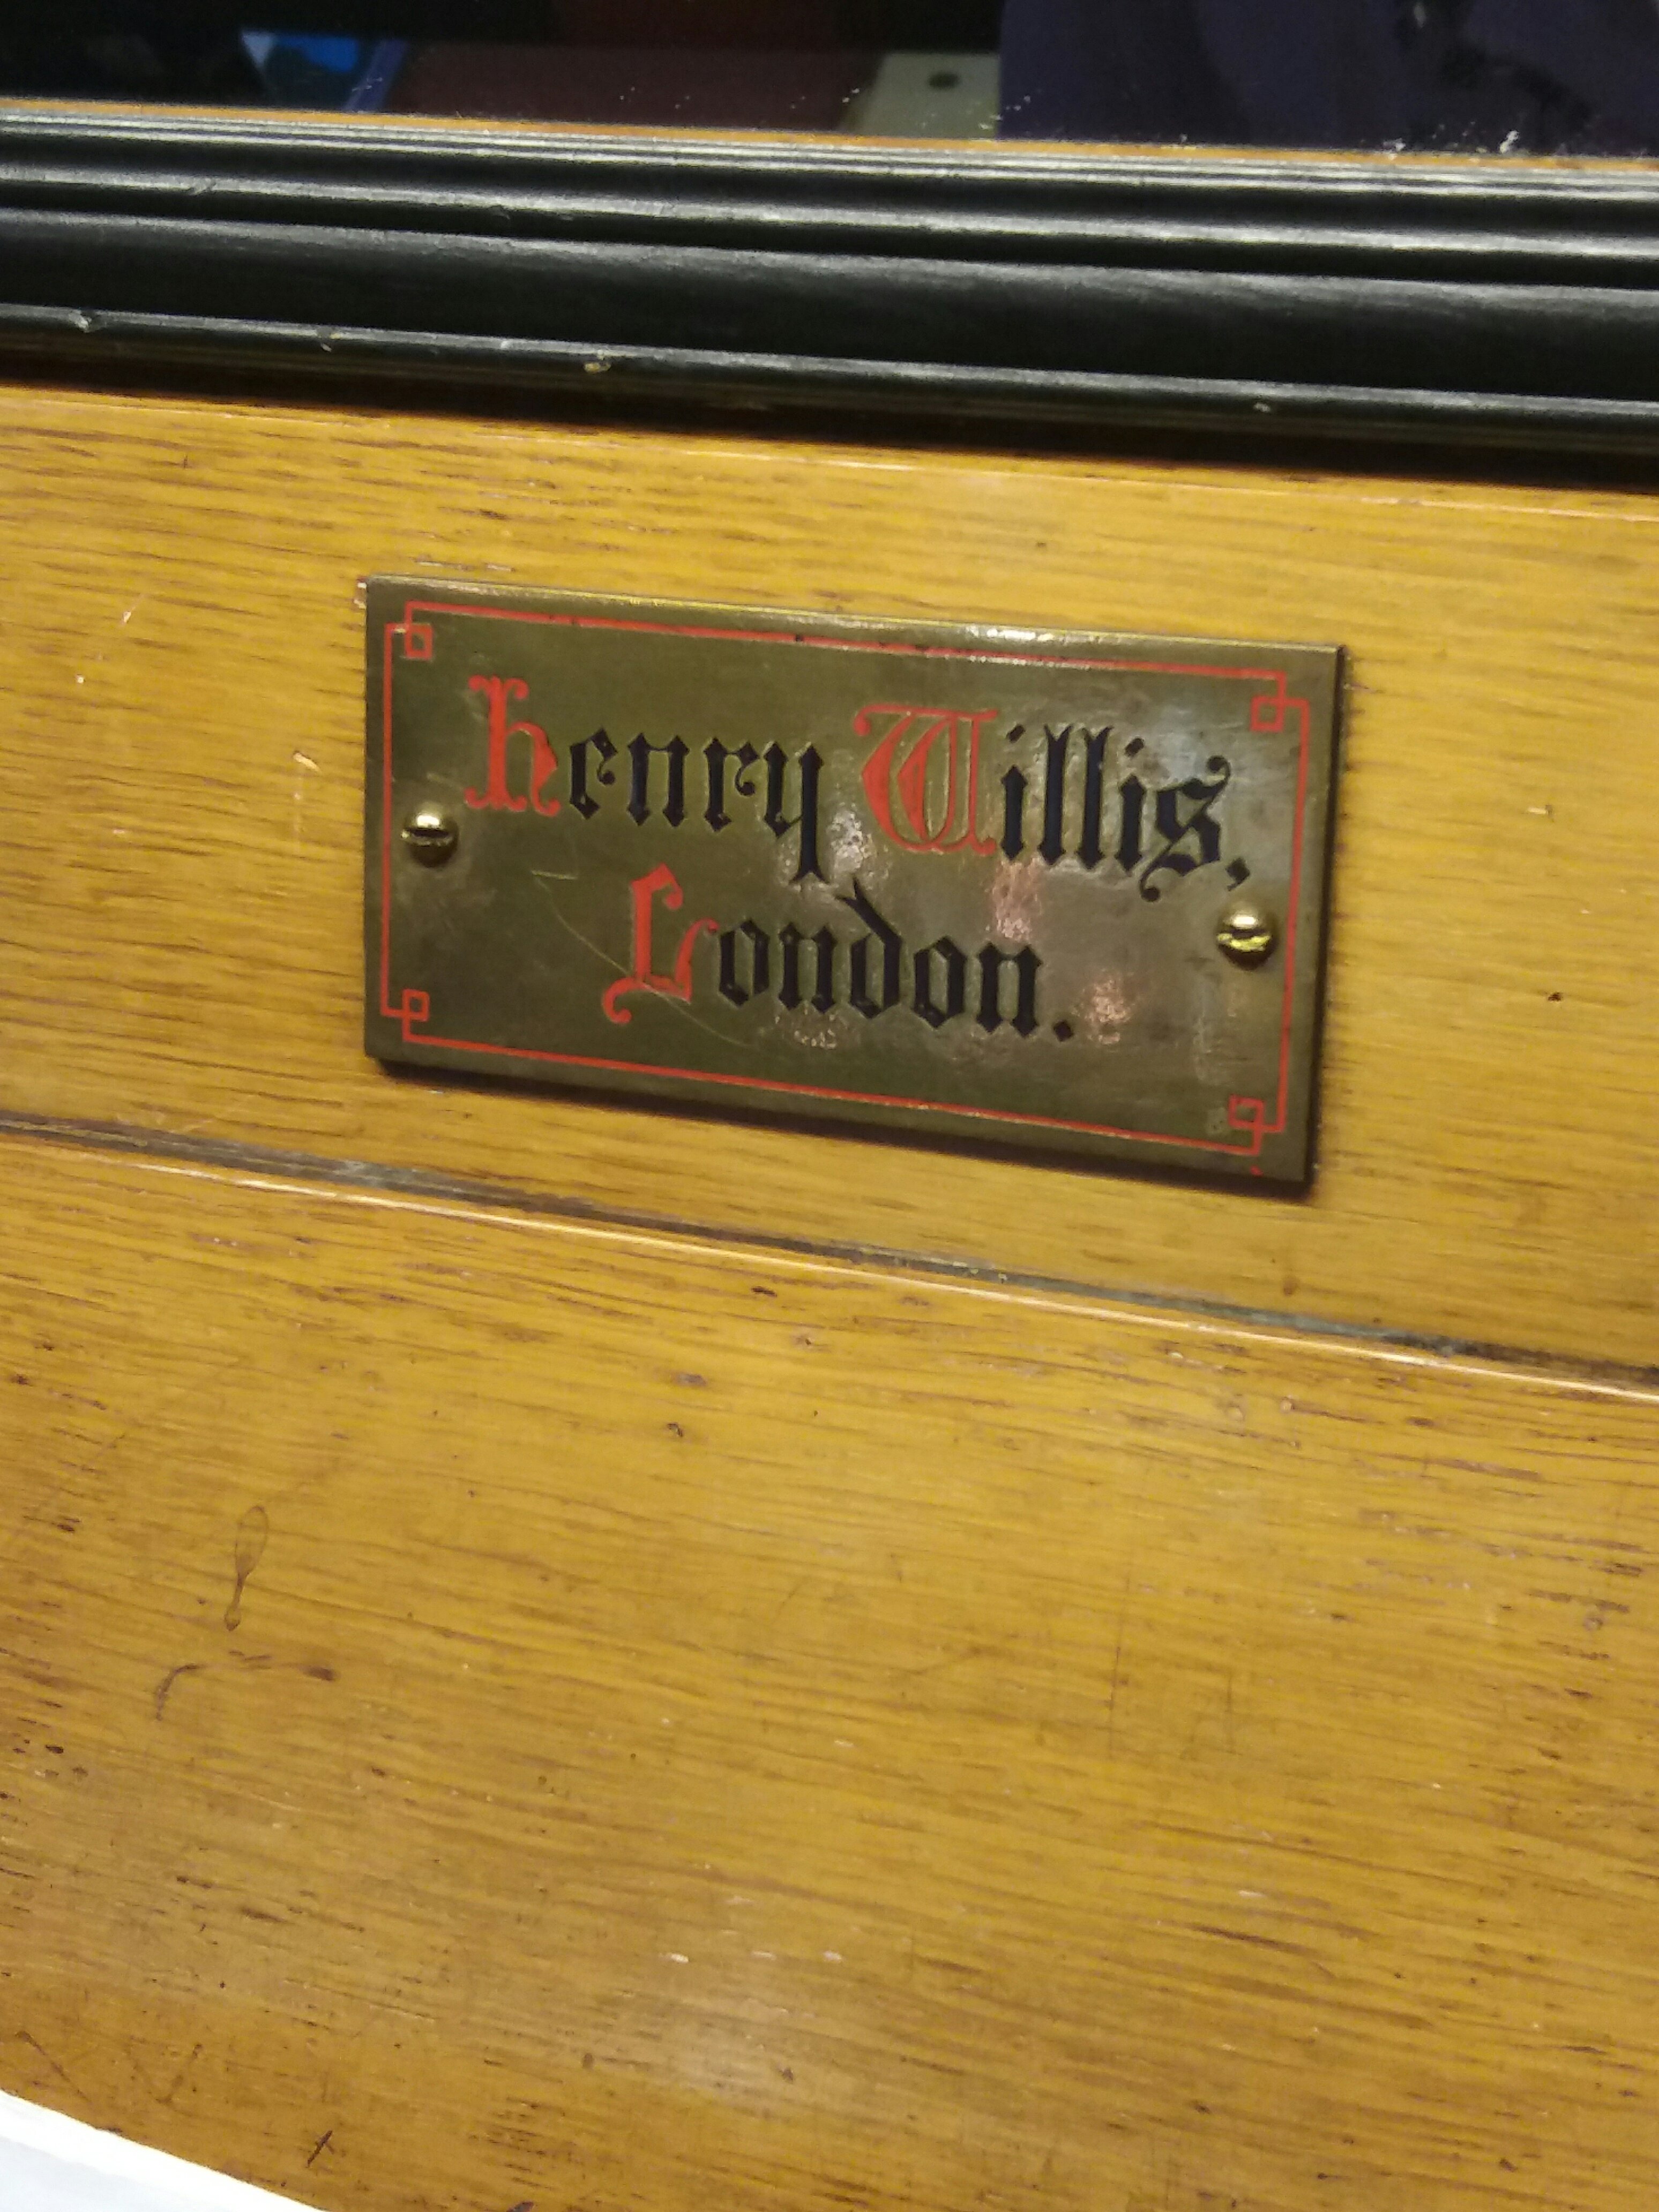 Henry Willis,
London.